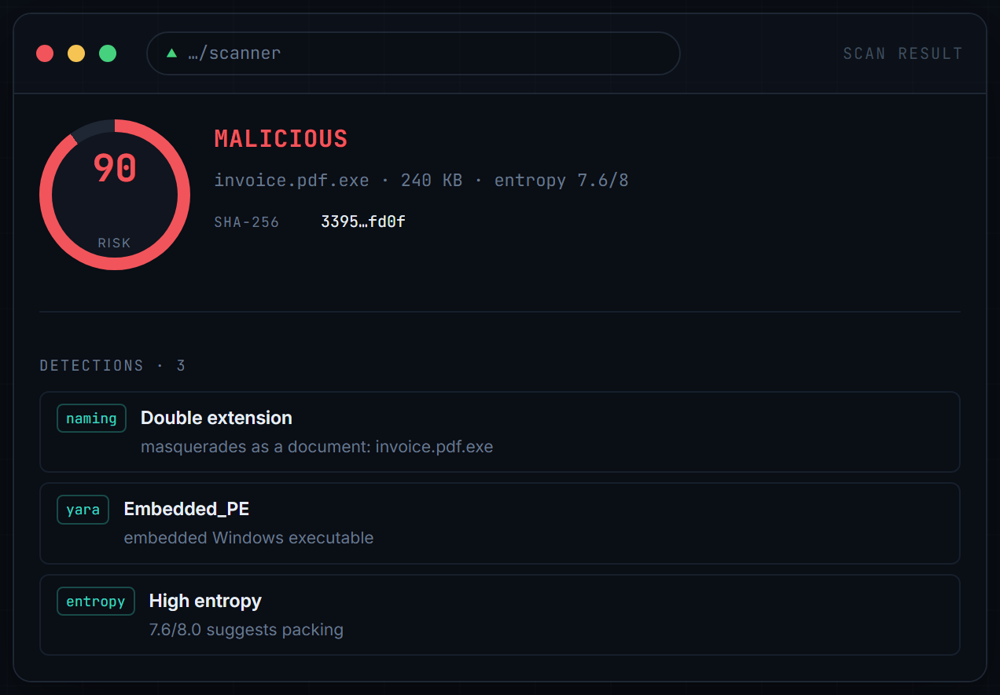 …/scanner
SCAN RESULT
90
RISK
MALICIOUS
invoice.pdf.exe · 240 KB · entropy 7.6/8
SHA-256 3395…fd0f
DETECTIONS · 3
naming Double extension
masquerades as a document: invoice.pdf.exe
yara Embedded_PE
embedded Windows executable
entropy High entropy
7.6/8.0 suggests packing